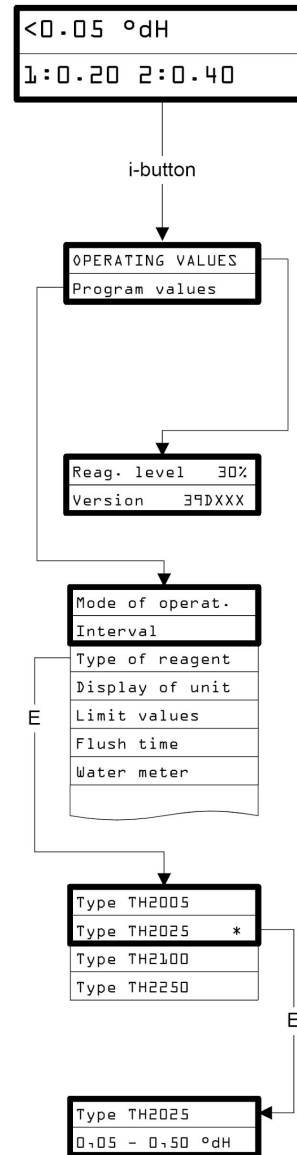 <0.05 °dH
1:0.20 2:0.40
i-button
OPERATING VALUES
Program values
Reag. level 30%
Version 39DXXX
Mode of operat.
Interval
Type of reagent
Display of unit
Limit values
Flush time
Water meter
E
Type TH2005
Type TH2025 *
Type TH2100
Type TH2250
E
Type TH2025
0,05 - 0,50 °dH